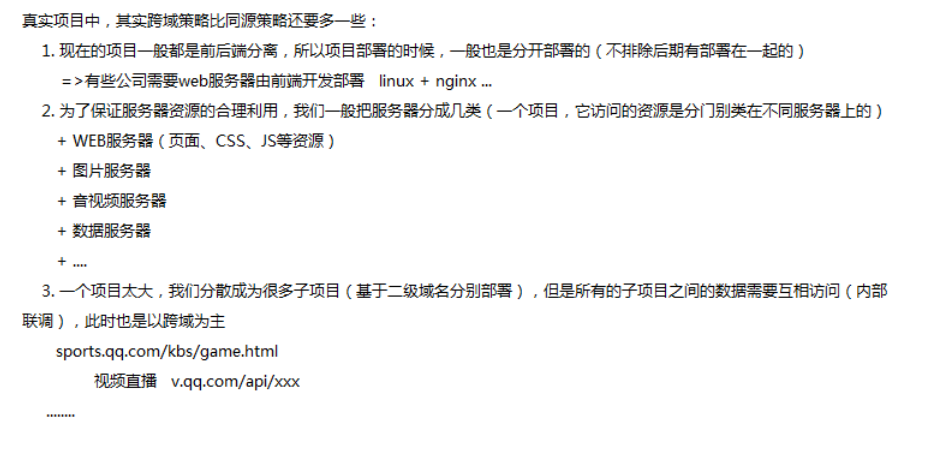 真实项目中，其实跨域策略比同源策略还要多一些：
1. 现在的项目一般都是前后端分离，所以项目部署的时候，一般也是分开部署的（不排除后期有部署在一起的）
=>有些公司需要web服务器由前端开发部署 linux + nginx ...
2. 为了保证服务器资源的合理利用，我们一般把服务器分成几类（一个项目，它访问的资源是分门别类在不同服务器上的）
+ WEB服务器（页面、CSS、JS等资源）
+ 图片服务器
+ 音视频服务器
+ 数据服务器
+ ....
3. 一个项目太大，我们分散成为很多子项目（基于二级域名分别部署），但是所有的子项目之间的数据需要互相访问（内部
联调），此时也是以跨域为主
sports.qq.com/kbs/game.html
视频直播 v.qq.com/api/xxx
........